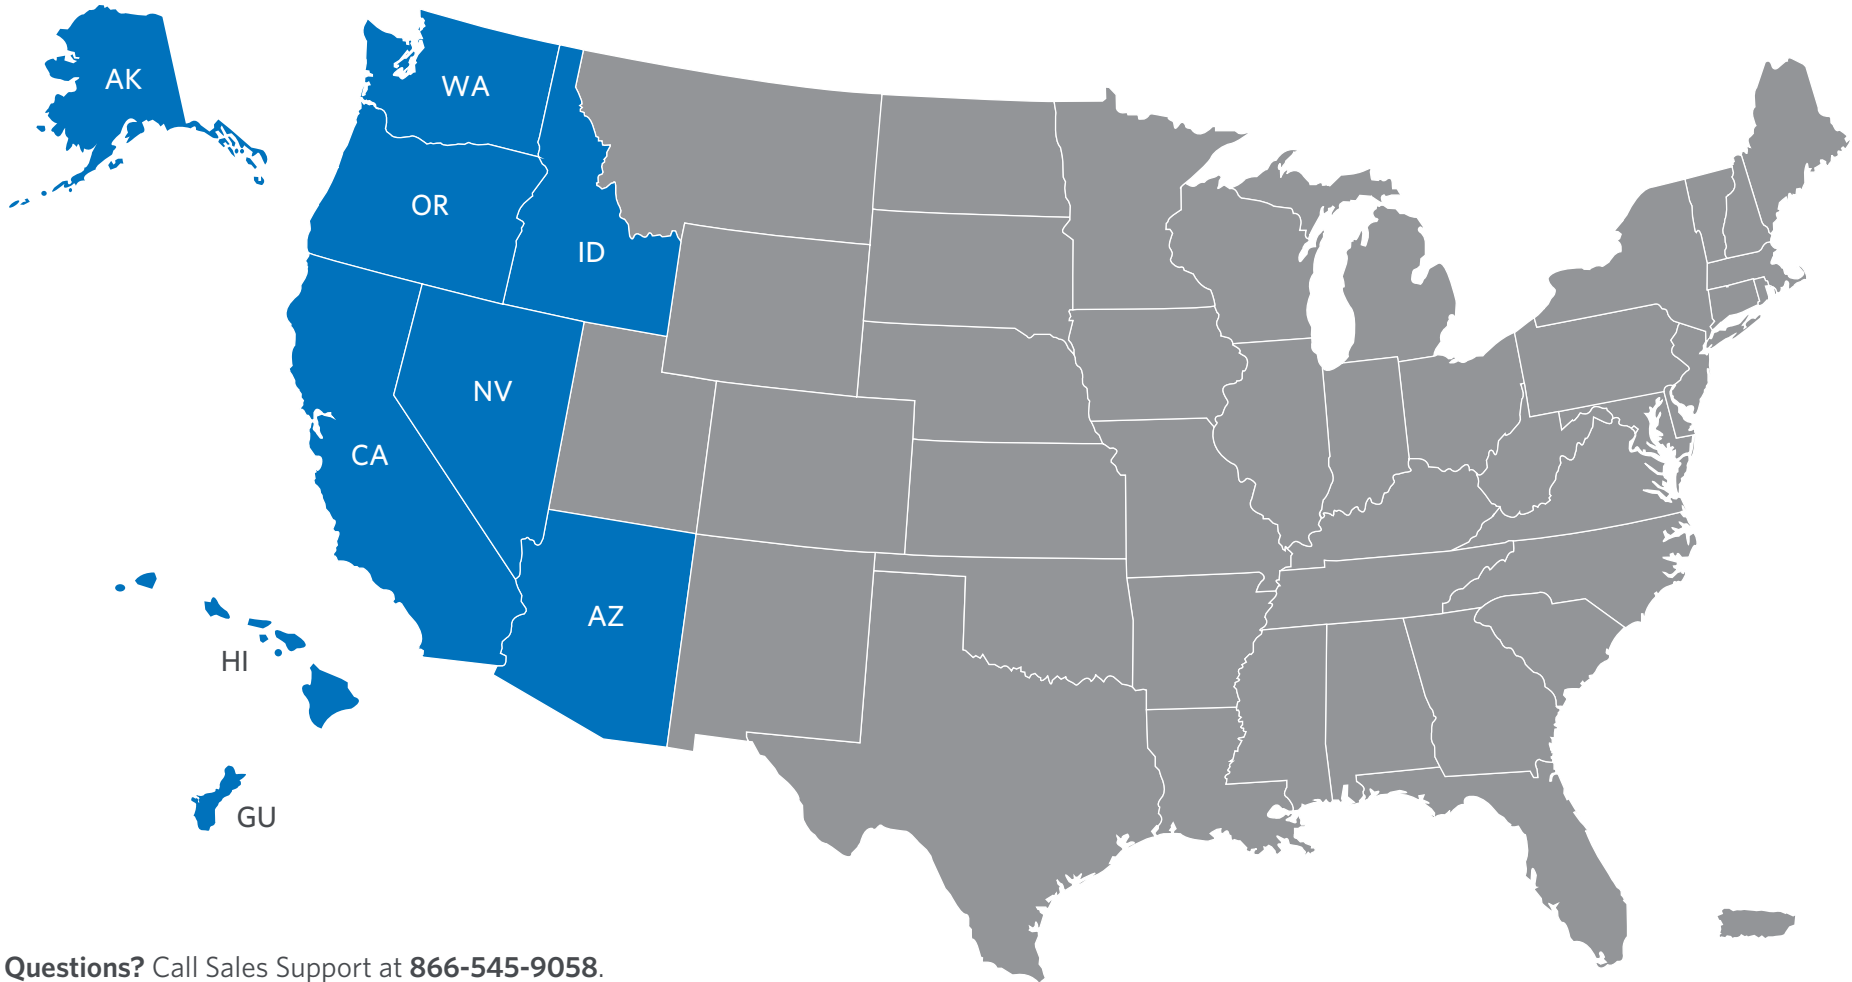 AK
WA
OR
ID
NV
CA
AZ
HI
GU
Questions? Call Sales Support at 866-545-9058.